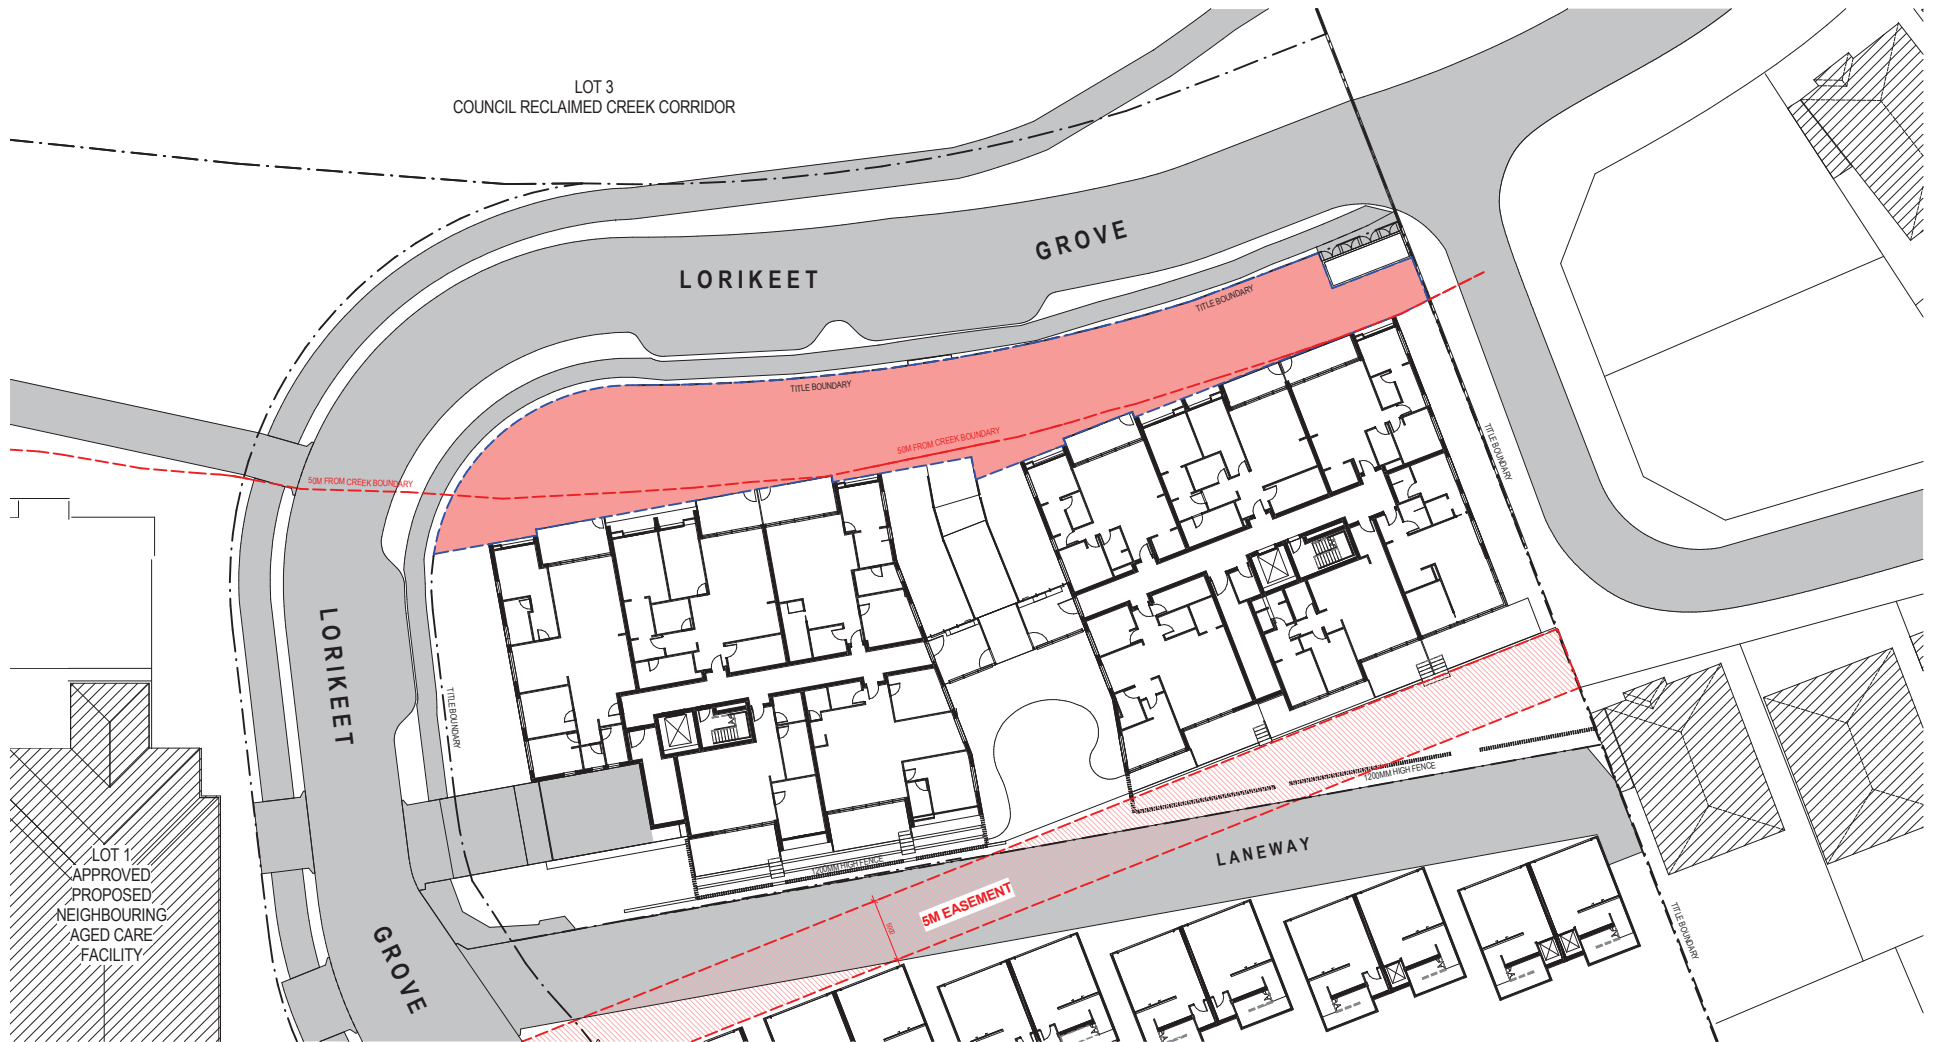 LOT 3
COUNCIL RECLAIMED CREEK CORRIDOR
GROVE
LORIKEET
TITLE BOUNDARY
TITLE BOUNDARY
50M FROM CREEK BOUNDARY
TITLE BOUNDARY
50M FROM CREEK BOUNDARY
LORIKEET
TITLE BOUNDARY
1200MM HIGH FENCE
LANEWAY
LOT 1
APPROVED
PROPOSED
NEIGHBOURING
AGED CARE
FACILITY
1200MM HIGH FENCE
5M EASEMENT
GROVE
TITLE BOUNDARY